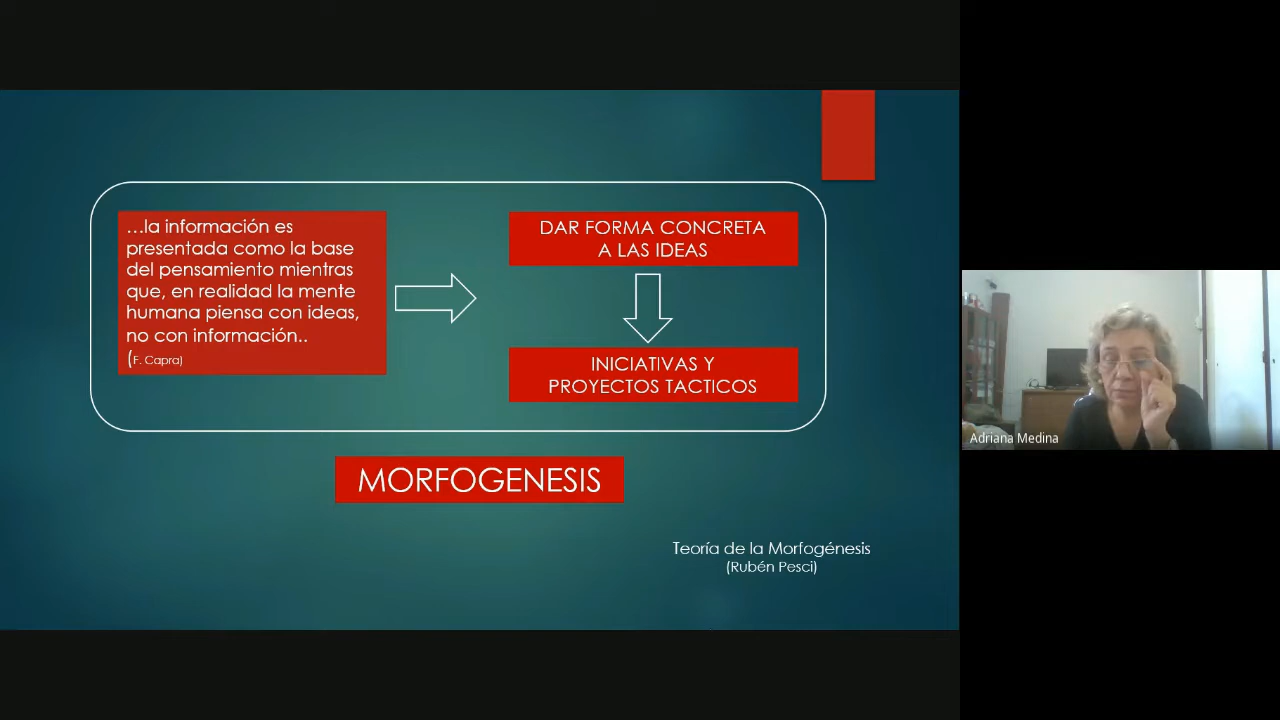 …la información es
presentada como la base
del pensamiento mientras
que, en realidad la mente
humana piensa con ideas,
no con información..
(F. Capra)
DAR FORMA CONCRETA
A LAS IDEAS
INICIATIVAS Y
PROYECTOS TACTICOS
MORFOGENESIS
Teoría de la Morfogénesis
(Rubén Pesci)
Adriana Medina